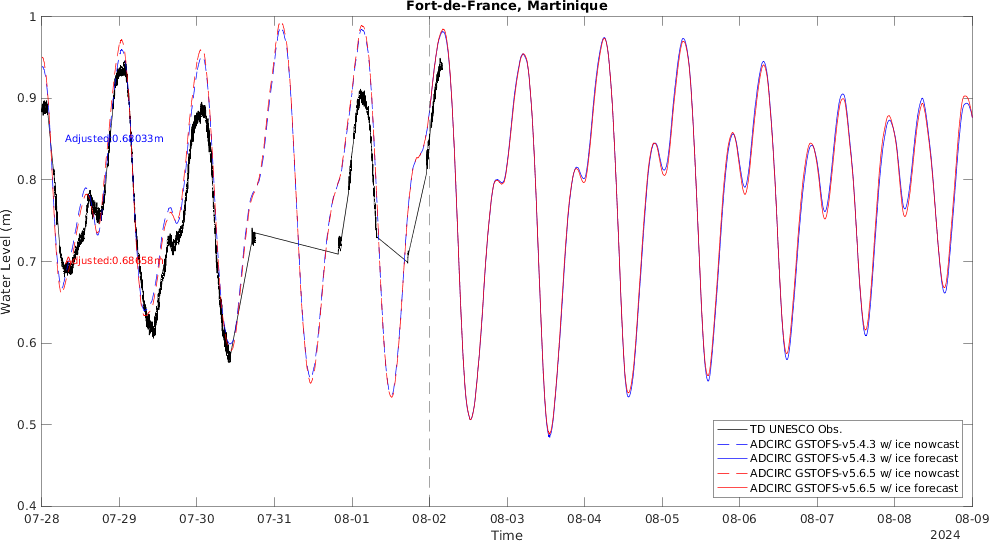 Fort-de-France, Martinique
Water Level (m)
1
0.9
0.8
0.7
0.6
0.5
0.4
Adjusted:0.68033m
Adjusted:0.68658m
TD UNESCO Obs.
ADCIRC GSTOFS-v5.4.3 w/ ice nowcast
ADCIRC GSTOFS-v5.4.3 w/ ice forecast
ADCIRC GSTOFS-v5.6.5 w/ ice nowcast
ADCIRC GSTOFS-v5.6.5 w/ ice forecast
07-28 07-29 07-30 07-31 08-01 08-02 08-03 08-04 08-05 08-06 08-07 08-08 08-09
Time
2024